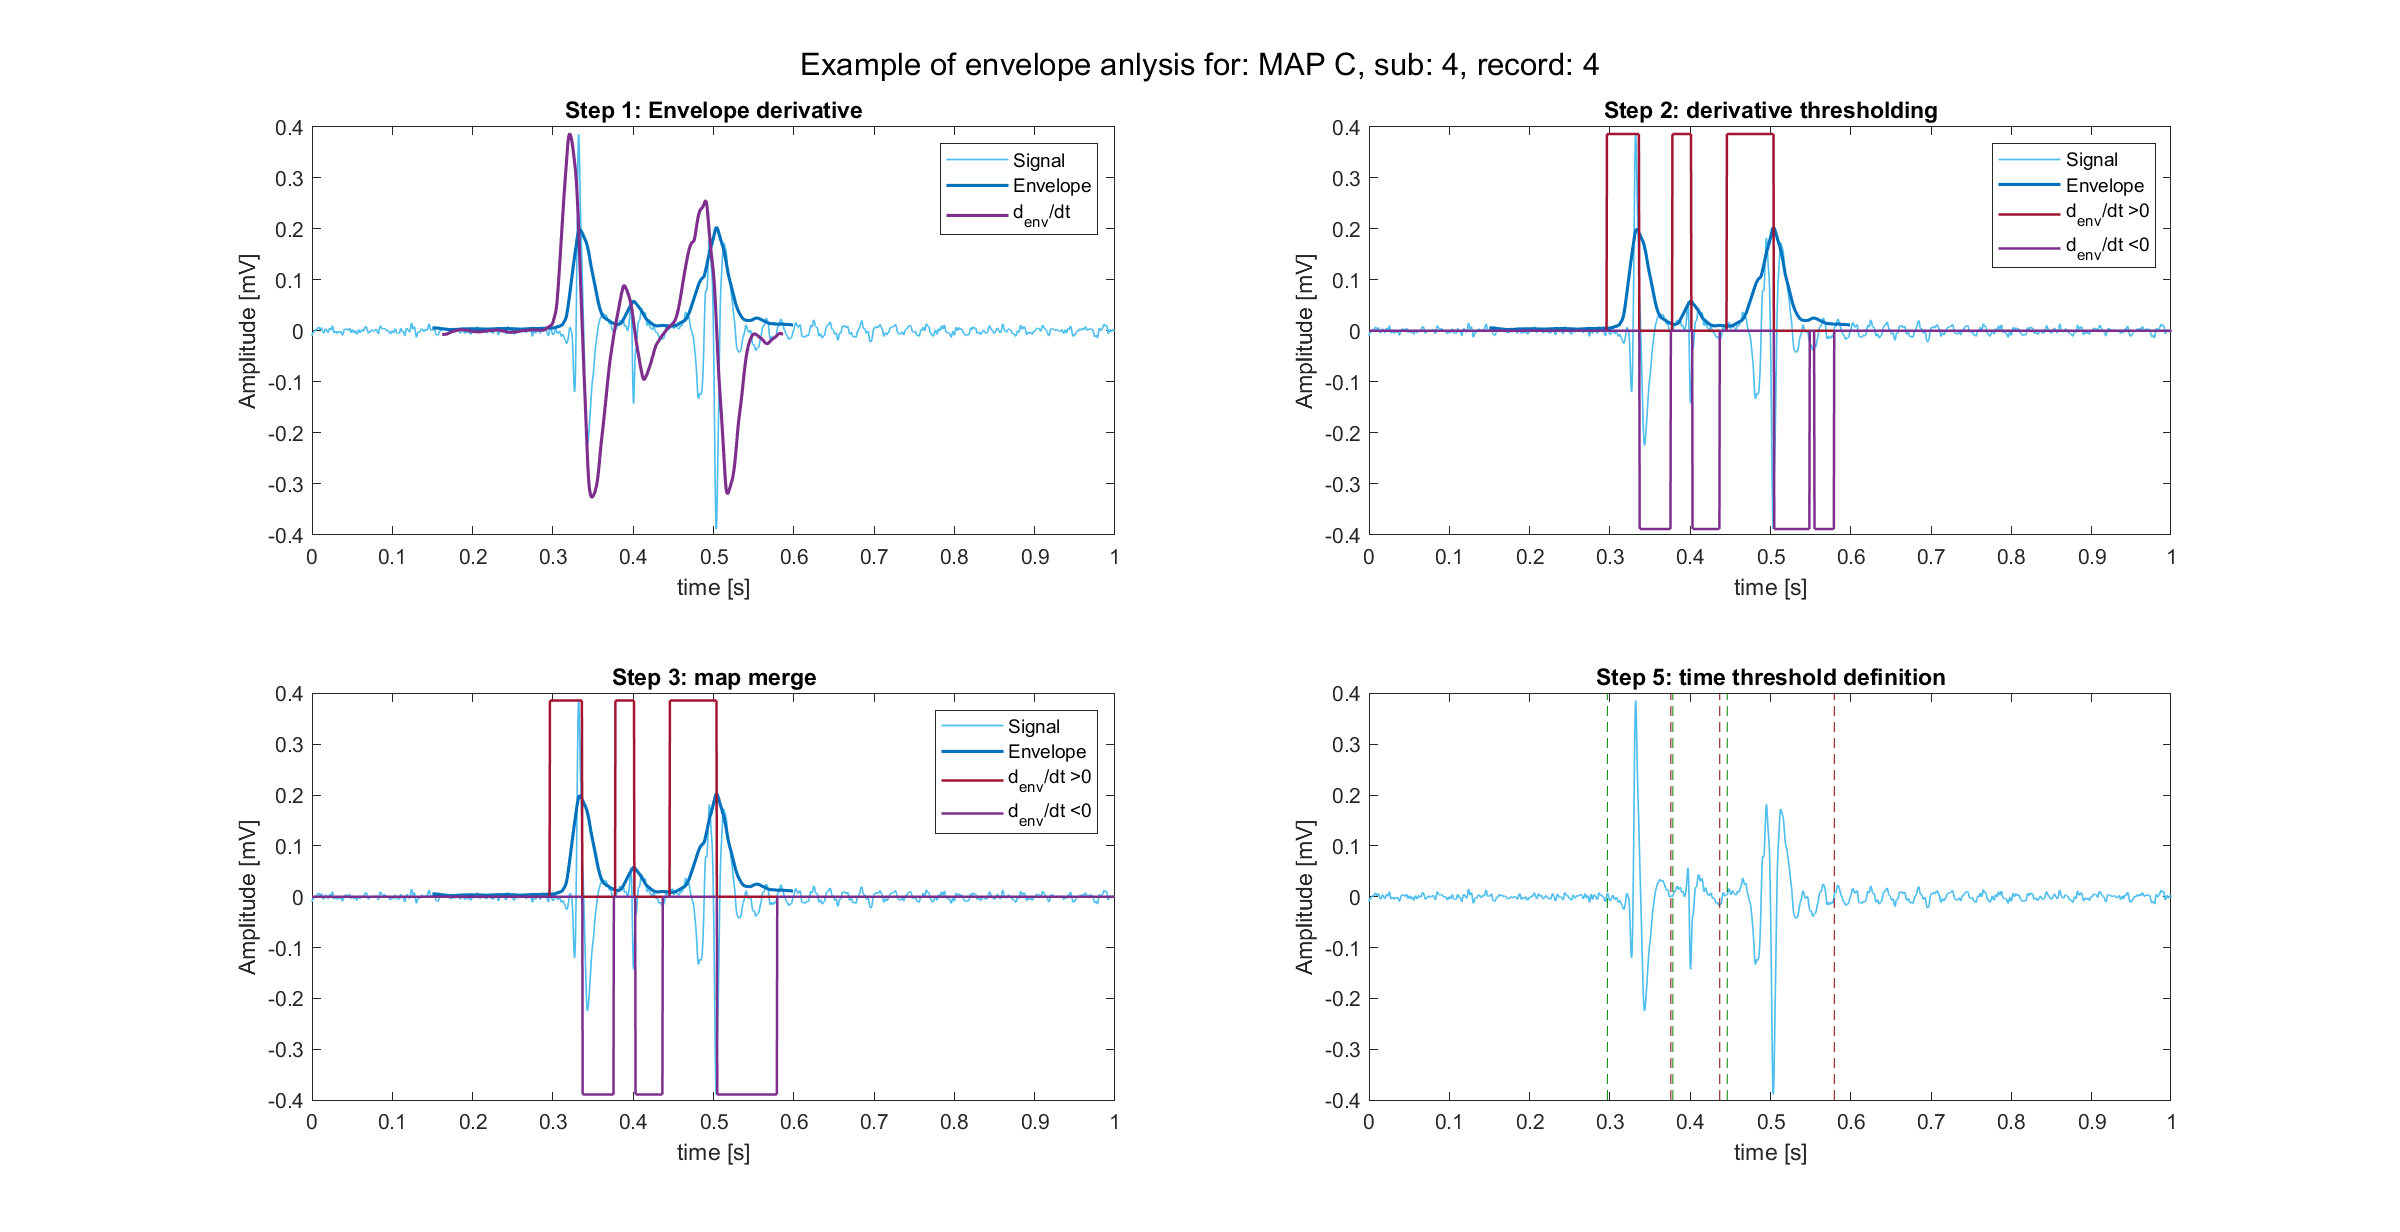 Example of envelope anlysis for: MAP C, sub: 4, record: 4
Step 1: Envelope derivative
Amplitude [mV]
0.4
0.3
0.2
0.1
0
-0.1
-0.2
-0.3
-0.4
0 0.1 0.2 0.3 0.4 0.5 0.6 0.7 0.8 0.9 1
time [s]
Signal
Envelope
d_env/dt
Step 2: derivative thresholding
Amplitude [mV]
0.4
0.3
0.2
0.1
0
-0.1
-0.2
-0.3
-0.4
0 0.1 0.2 0.3 0.4 0.5 0.6 0.7 0.8 0.9 1
time [s]
Signal
Envelope
d_env/dt >0
d_env/dt <0
Step 3: map merge
Amplitude [mV]
0.4
0.3
0.2
0.1
0
-0.1
-0.2
-0.3
-0.4
0 0.1 0.2 0.3 0.4 0.5 0.6 0.7 0.8 0.9 1
time [s]
Signal
Envelope
d_env/dt >0
d_env/dt <0
Step 5: time threshold definition
Amplitude [mV]
0.4
0.3
0.2
0.1
0
-0.1
-0.2
-0.3
-0.4
0 0.1 0.2 0.3 0.4 0.5 0.6 0.7 0.8 0.9 1
time [s]